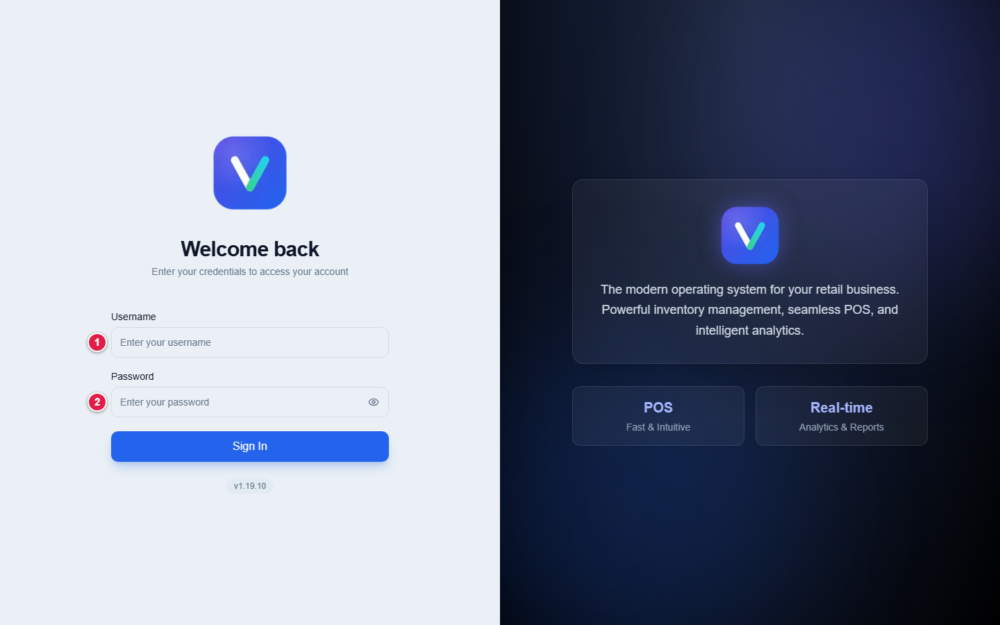 Welcome back
Enter your credentials to access your account
Username
1
Enter your username
Password
2
Enter your password
Sign In
v1.19.10
The modern operating system for your retail business.
Powerful inventory management, seamless POS, and
intelligent analytics.
POS
Fast & Intuitive
Real-time
Analytics & Reports